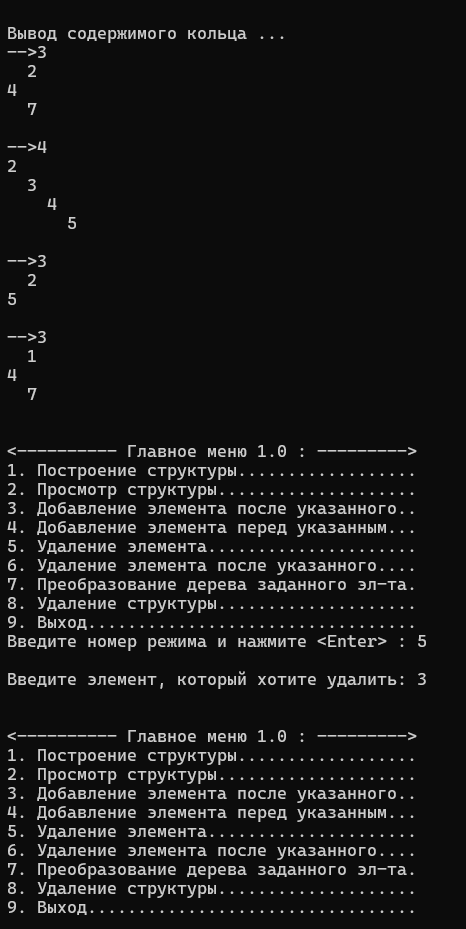 Вывод содержимого кольца ...
-->3
2
4
7
-->4
2
3
4
5
-->3
2
5
-->3
1
4
7
<---------- Главное меню 1.0 : --------->
1. Построение структуры..................
2. Просмотр структуры....................
3. Добавление элемента после указанного..
4. Добавление элемента перед указанным...
5. Удаление элемента.....................
6. Удаление элемента после указанного....
7. Преобразование дерева заданного эл-та.
8. Удаление структуры....................
9. Выход.................................
Введите номер режима и нажмите <Enter> : 5
Введите элемент, который хотите удалить: 3
<---------- Главное меню 1.0 : --------->
1. Построение структуры..................
2. Просмотр структуры....................
3. Добавление элемента после указанного..
4. Добавление элемента перед указанным...
5. Удаление элемента.....................
6. Удаление элемента после указанного....
7. Преобразование дерева заданного эл-та.
8. Удаление структуры....................
9. Выход.................................